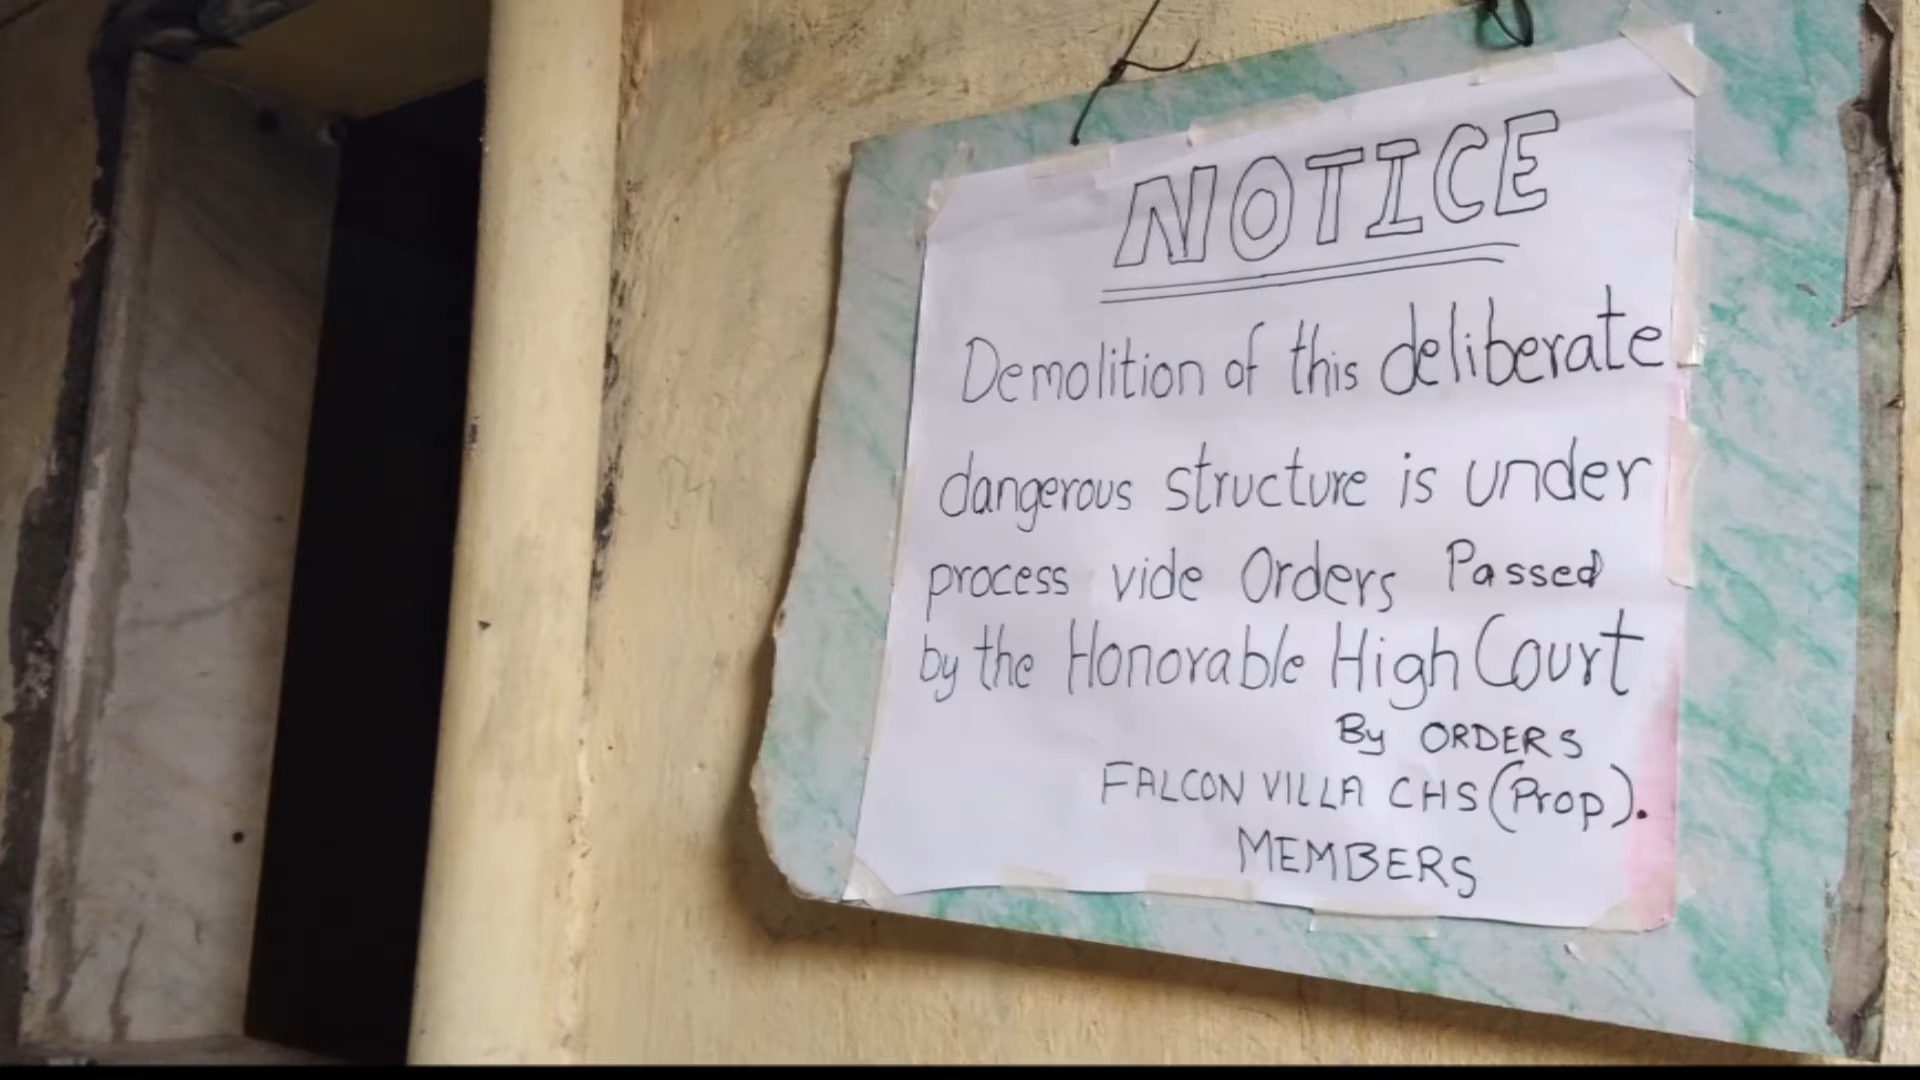 NOTICE
Demolition of this deliberate
dangerous structure is under
process vide Orders Passed
by the Honorable High Court
By ORDERS
FALCON VILLA CHS (Prop).
MEMBERS